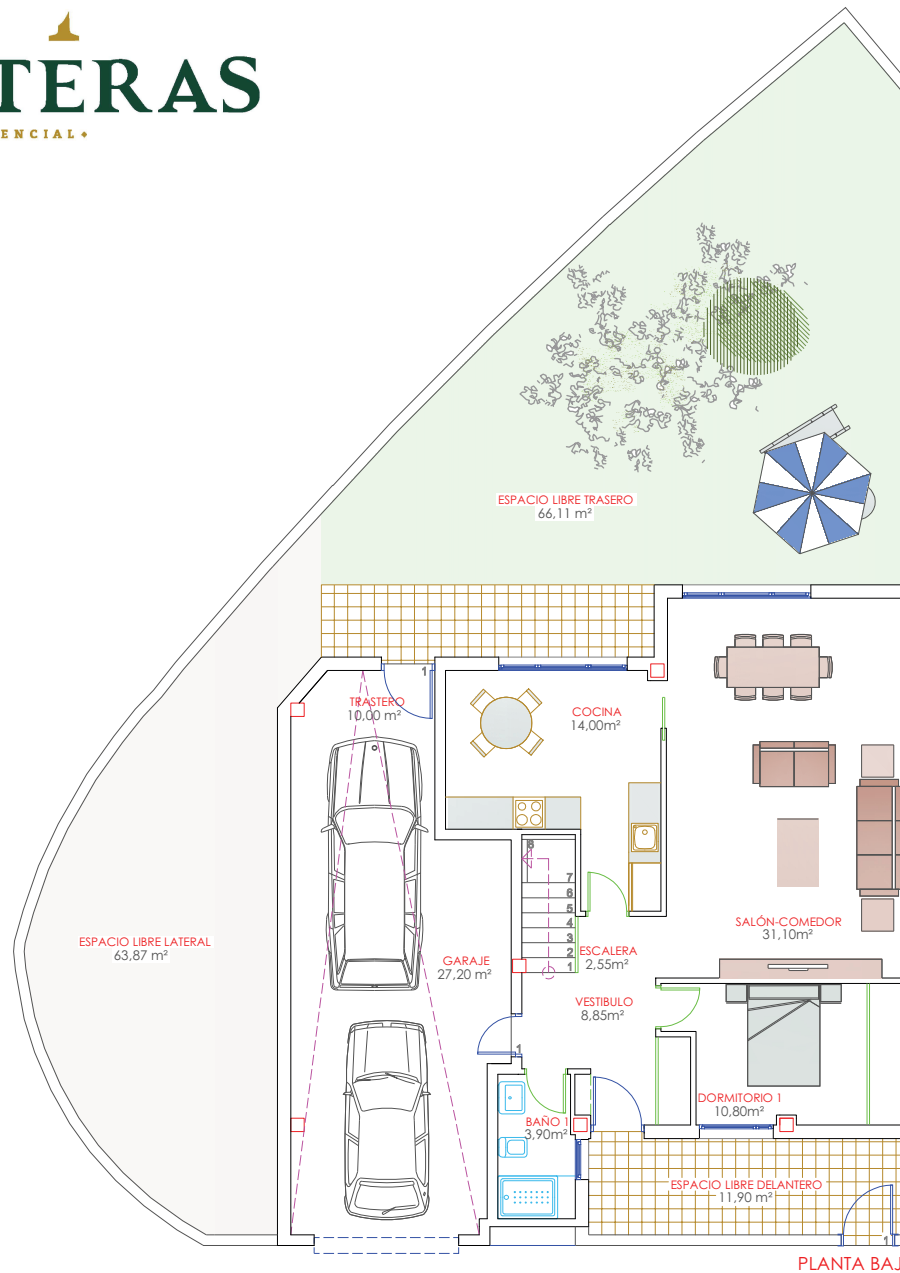 TERAS
ENCIAL
ESPACIO LIBRE TRASERO
66,11 m²
1
TRASTERO
10,00 m²
COCINA
14,00m²
8
7
6
5
4
3
2
1
SALÓN-COMEDOR
31,10m²
ESPACIO LIBRE LATERAL
63,87 m²
GARAJE
27,20 m²
ESCALERA
2,55m²
VESTIBULO
8,85m²
1
DORMITORIO 1
10,80m²
BAÑO 1
3,90m²
ESPACIO LIBRE DELANTERO
11,90 m²
1
PLANTA BAJ